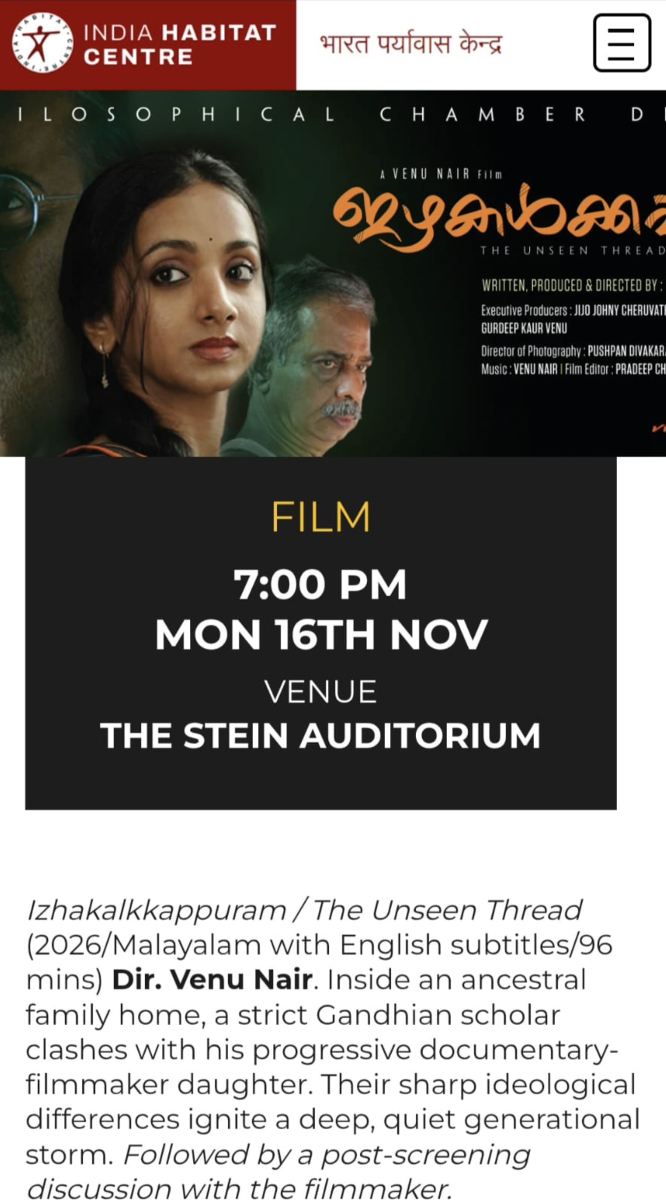 INDIA HABITAT CENTRE
भारत पर्यावास केन्द्र
ILOSOPHICAL CHAMBER D
A VENU NAIR Film
THE UNSEEN THREAD
WRITTEN, PRODUCED & DIRECTED BY :
Executive Producers : JIJO JOHNY CHERUVAT
GURDEEP KAUR VENU
Director of Photography : PUSHPAN DIVAKAR
Music : VENU NAIR | Film Editor : PRADEEP CH
FILM
7:00 PM
MON 16TH NOV
VENUE
THE STEIN AUDITORIUM
Izhakalkkappuram / The Unseen Thread
(2026/Malayalam with English subtitles/96
mins) Dir. Venu Nair. Inside an ancestral
family home, a strict Gandhian scholar
clashes with his progressive documentary-
filmmaker daughter. Their sharp ideological
differences ignite a deep, quiet generational
storm. Followed by a post-screening
discussion with the filmmaker.